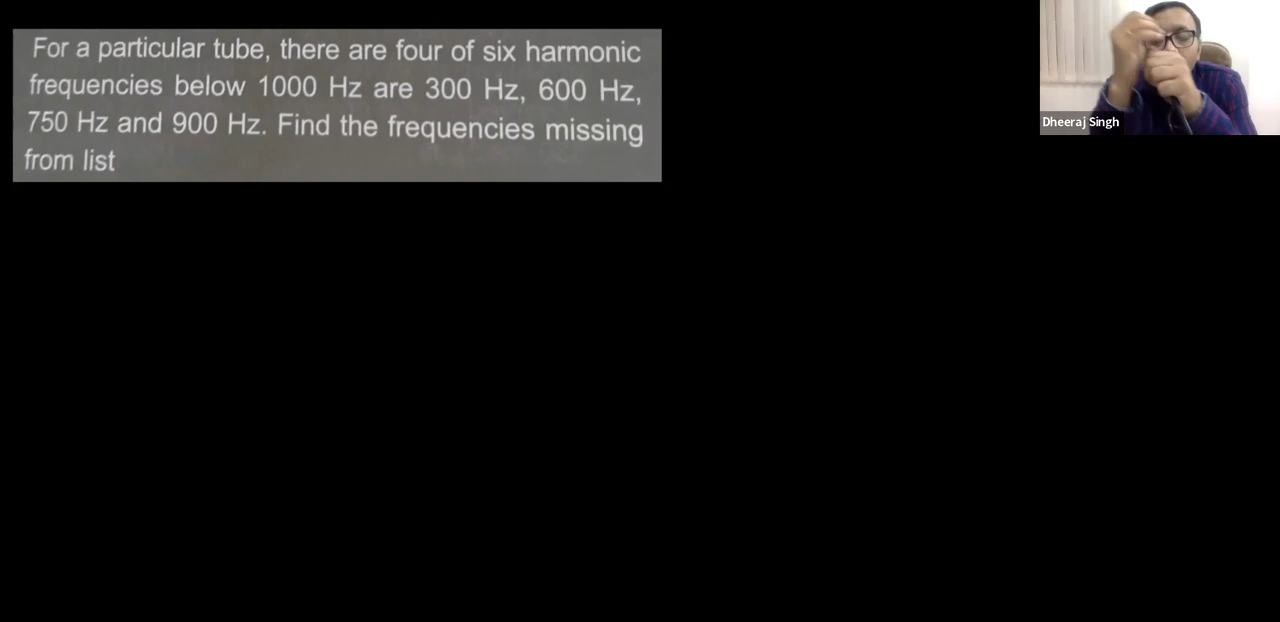 For a particular tube, there are four of six harmonic
frequencies below 1000 Hz are 300 Hz, 600 Hz,
750 Hz and 900 Hz. Find the frequencies missing
from list
Dheeraj Singh